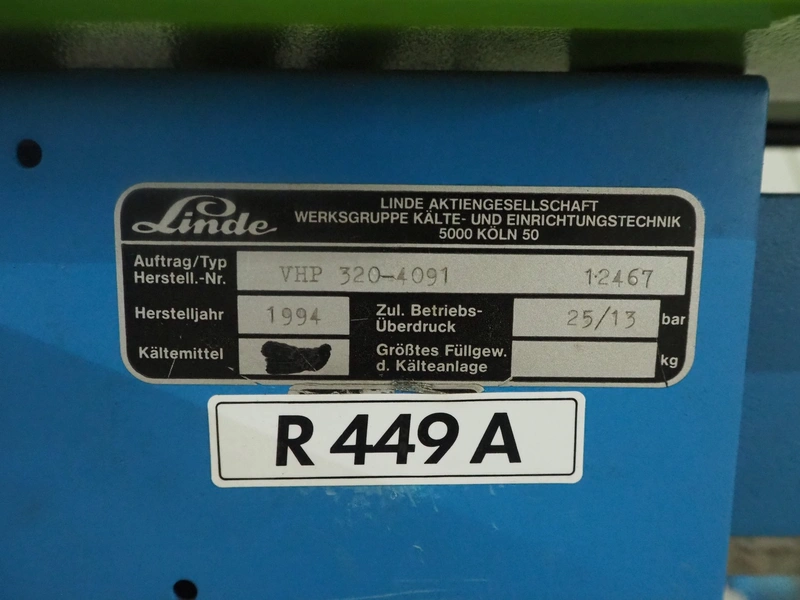 Linde
LINDE AKTIENGESELLSCHAFT
WERKSGRUPPE KÄLTE- UND EINRICHTUNGSTECHNIK
5000 KÖLN 50
Auftrag/Typ
Herstell.-Nr.
VHP 320-4091 12467
Herstelljahr 1994
Zul. Betriebs-
Überdruck
25/13 bar
Kältemittel
Größtes Füllgew.
d. Kälteanlage
kg
R 449 A